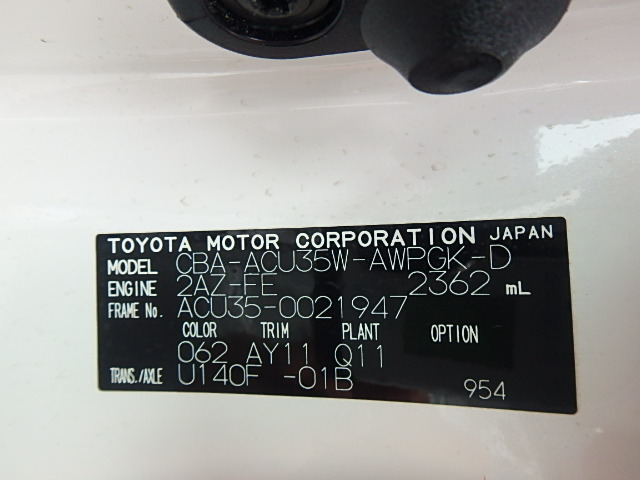 TOYOTA MOTOR CORPORATION JAPAN
MODEL CBA-ACU35W-AWPGK-D
ENGINE 2AZ-FE 2362 mL
FRAME No. ACU35-0021947
COLOR TRIM PLANT OPTION
062 AY11 Q11
TRANS./AXLE U140F -01B 954